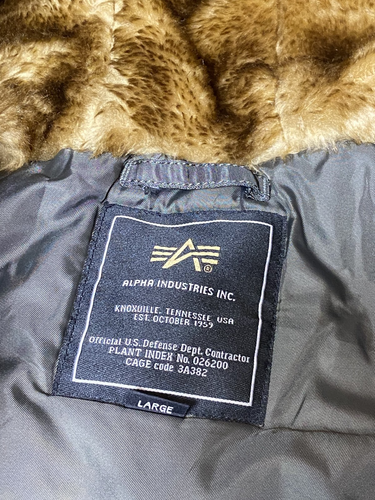 ®
ALPHA INDUSTRIES INC.
KNOXVILLE, TENNESSEE, USA
EST. OCTOBER 1959
Official U.S. Defense Dept. Contractor
PLANT INDEX No. 026200
CAGE code 3A382
LARGE